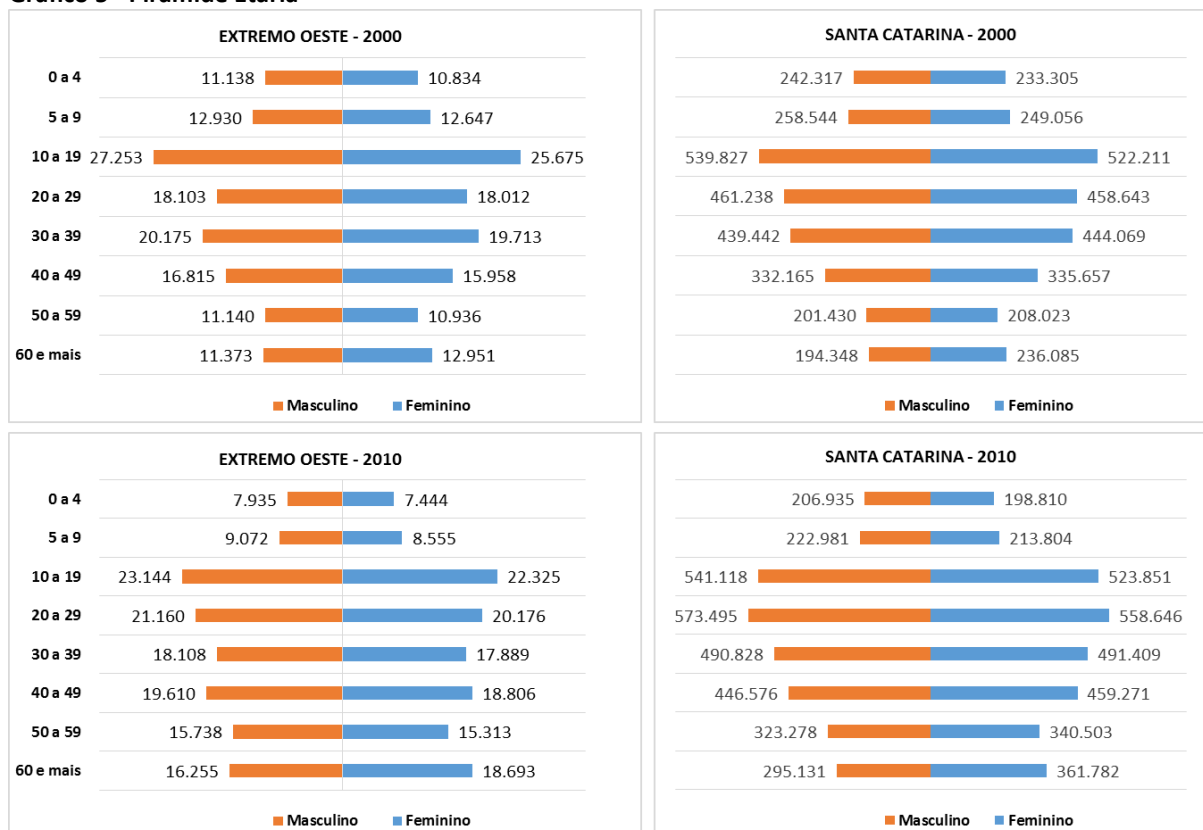 Gráfico 3 - Pirâmide Etária
EXTREMO OESTE - 2000
0 a 4 11.138 10.834
5 a 9 12.930 12.647
10 a 19 27.253 25.675
20 a 29 18.103 18.012
30 a 39 20.175 19.713
40 a 49 16.815 15.958
50 a 59 11.140 10.936
60 e mais 11.373 12.951
Masculino Feminino
SANTA CATARINA - 2000
242.317 233.305
258.544 249.056
539.827 522.211
461.238 458.643
439.442 444.069
332.165 335.657
201.430 208.023
194.348 236.085
Masculino Feminino
EXTREMO OESTE - 2010
0 a 4 7.935 7.444
5 a 9 9.072 8.555
10 a 19 23.144 22.325
20 a 29 21.160 20.176
30 a 39 18.108 17.889
40 a 49 19.610 18.806
50 a 59 15.738 15.313
60 e mais 16.255 18.693
Masculino Feminino
SANTA CATARINA - 2010
206.935 198.810
222.981 213.804
541.118 523.851
573.495 558.646
490.828 491.409
446.576 459.271
323.278 340.503
295.131 361.782
Masculino Feminino